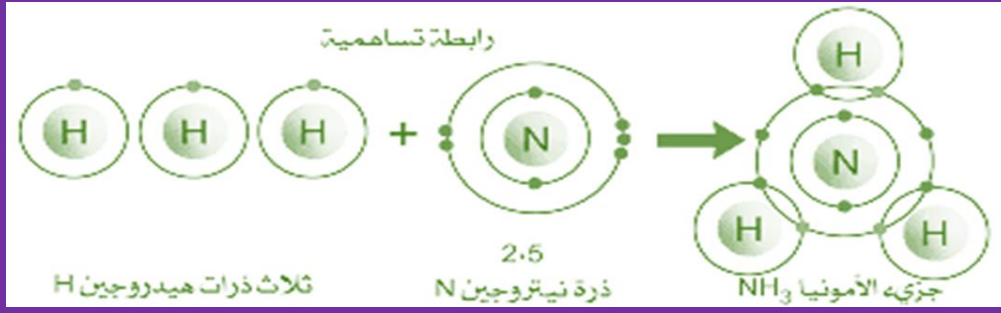 رابطة تساهمية
H H H + N
H
N
H H
2،5
ثلاث ذرات هيدروجين H
ذرة نيتروجين N
جزيء الأمونيا NH₃